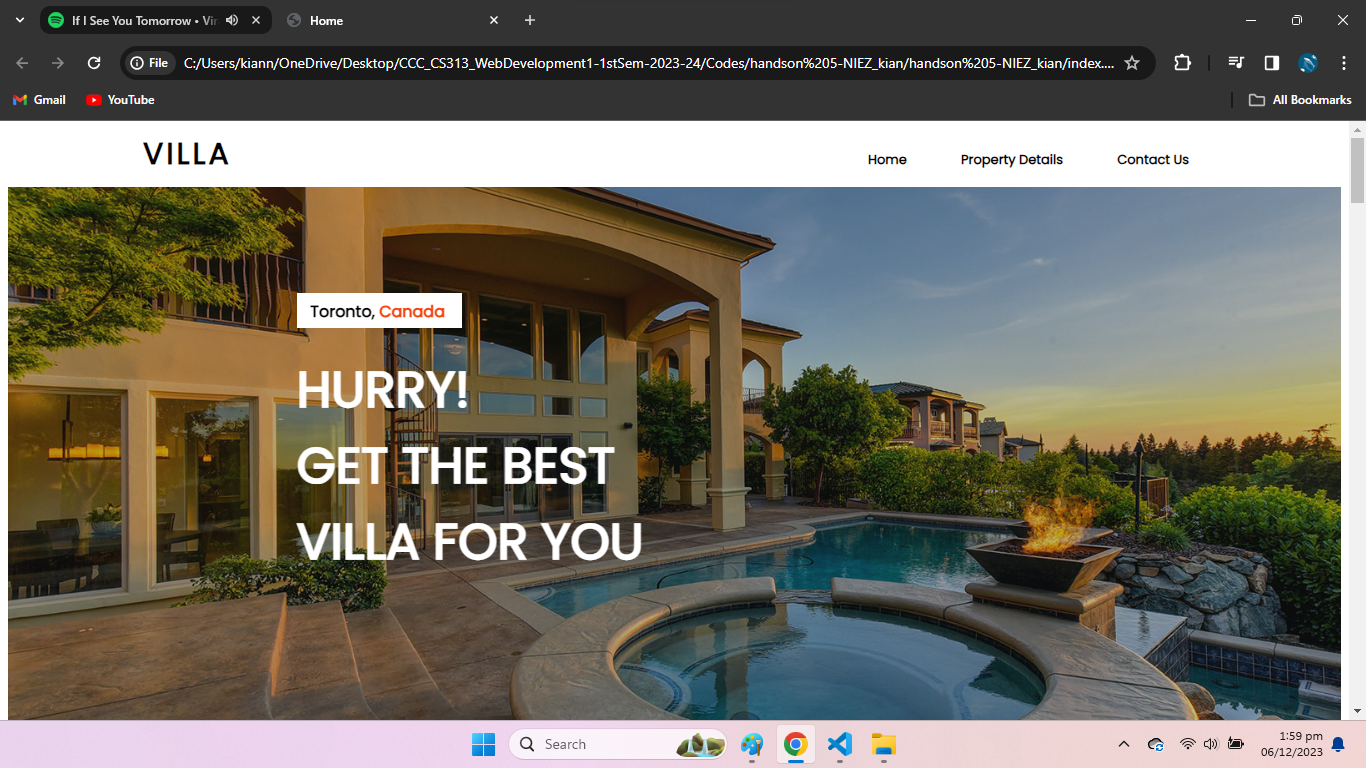 If I See You Tomorrow • Vir
Home
File
C:/Users/kiann/OneDrive/Desktop/CCC_CS313_WebDevelopment1-1stSem-2023-24/Codes/handson%205-NIEZ_kian/handson%205-NIEZ_kian/index....
Gmail
YouTube
All Bookmarks
VILLA
Home
Property Details
Contact Us
Toronto, Canada
HURRY!
GET THE BEST
VILLA FOR YOU
Search
1:59 pm
06/12/2023